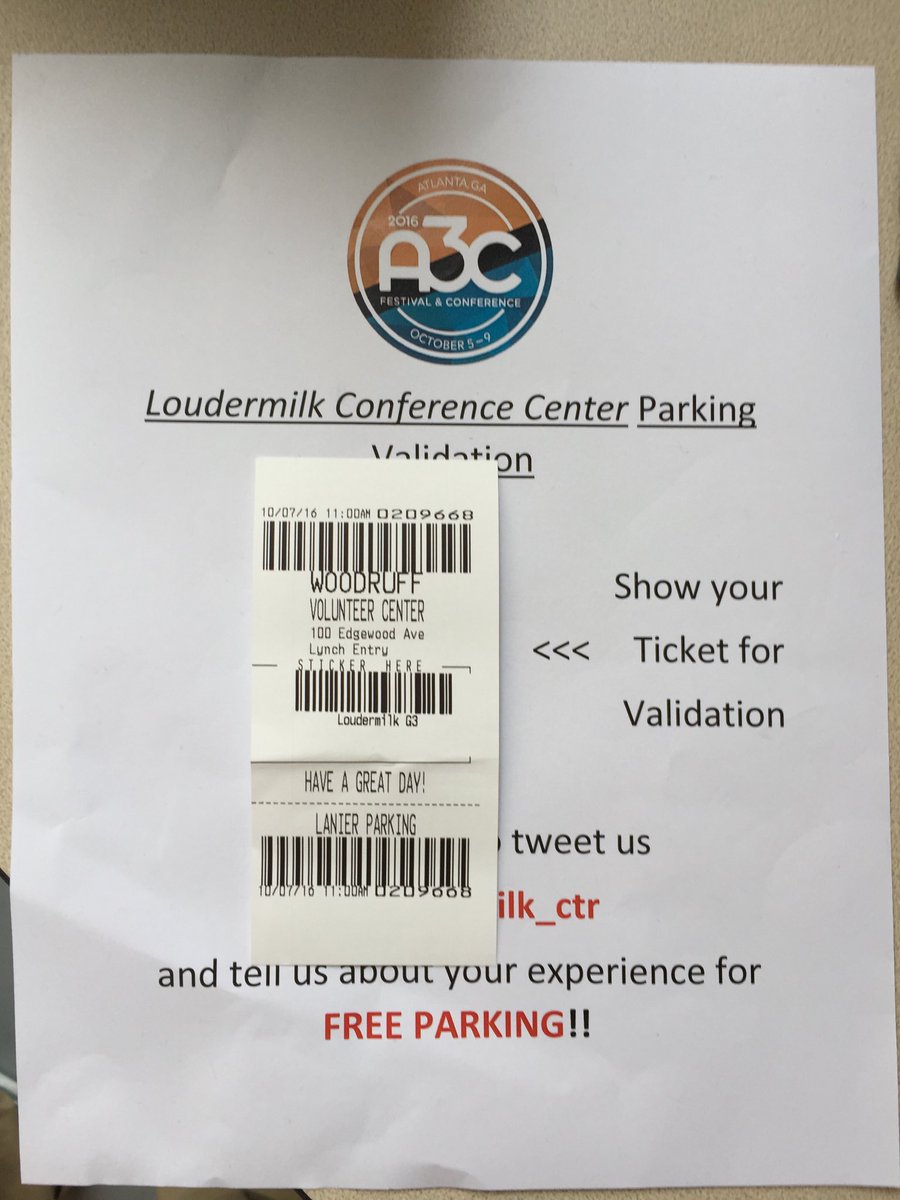 ATLANTA, GA
2016
A3C
FESTIVAL & CONFERENCE
OCTOBER 5–9
Loudermilk Conference Center Parking
Validation
10/07/16 11:00AM 0209668
WOODRUFF
VOLUNTEER CENTER
100 Edgewood Ave
Lynch Entry
STICKER HERE
Loudermilk G3
HAVE A GREAT DAY!
LANIER PARKING
10/07/16 11:00AM 0209668
Show your
<<< Ticket for
Validation
tweet us
ilk_ctr
and tell us about your experience for
FREE PARKING!!